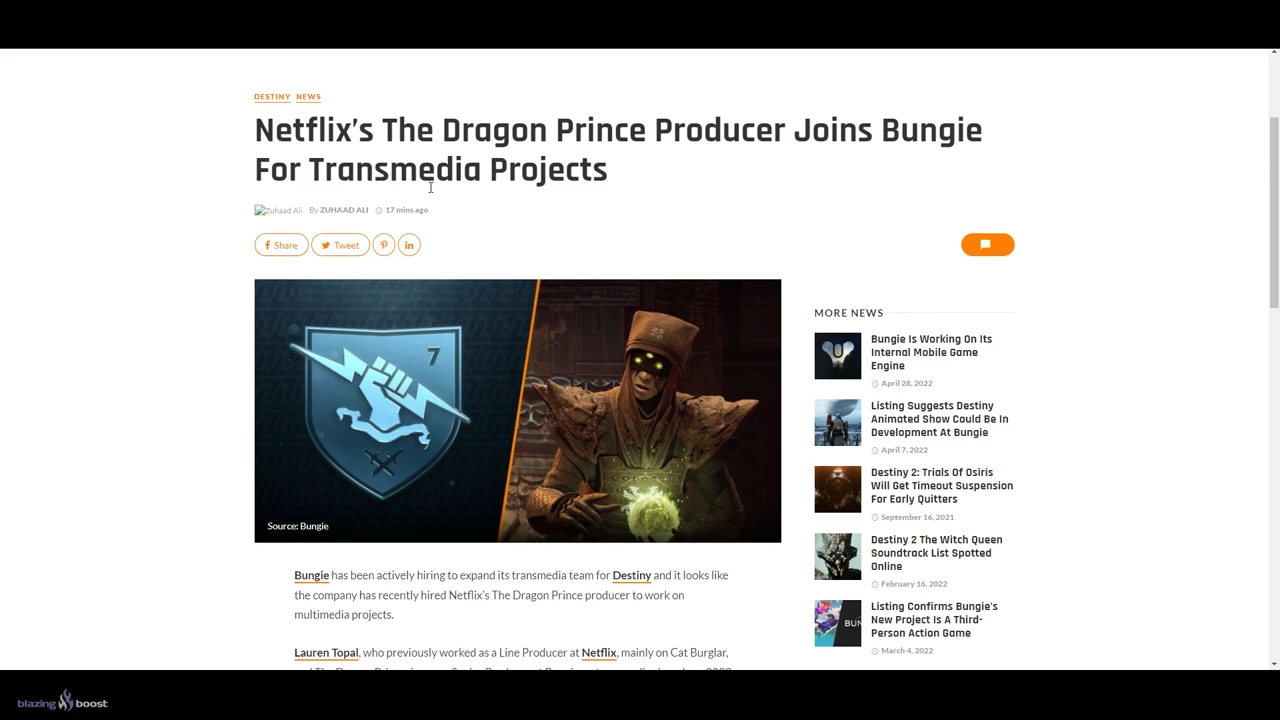 DESTINY NEWS
Netflix's The Dragon Prince Producer Joins Bungie
For Transmedia Projects
Zuhaad Ali By ZUHAAD ALI 17 mins ago
Share Tweet
MORE NEWS
7
Source: Bungie
Bungie Is Working On Its
Internal Mobile Game
Engine
April 28, 2022
Listing Suggests Destiny
Animated Show Could Be In
Development At Bungie
April 7, 2022
Destiny 2: Trials Of Osiris
Will Get Timeout Suspension
For Early Quitters
September 16, 2021
Destiny 2 The Witch Queen
Soundtrack List Spotted
Online
February 16, 2022
BUN
Listing Confirms Bungie's
New Project Is A Third-
Person Action Game
March 4, 2022
Bungie has been actively hiring to expand its transmedia team for Destiny and it looks like
the company has recently hired Netflix's The Dragon Prince producer to work on
multimedia projects.
Lauren Topal, who previously worked as a Line Producer at Netflix, mainly on Cat Burglar,
blazing boost